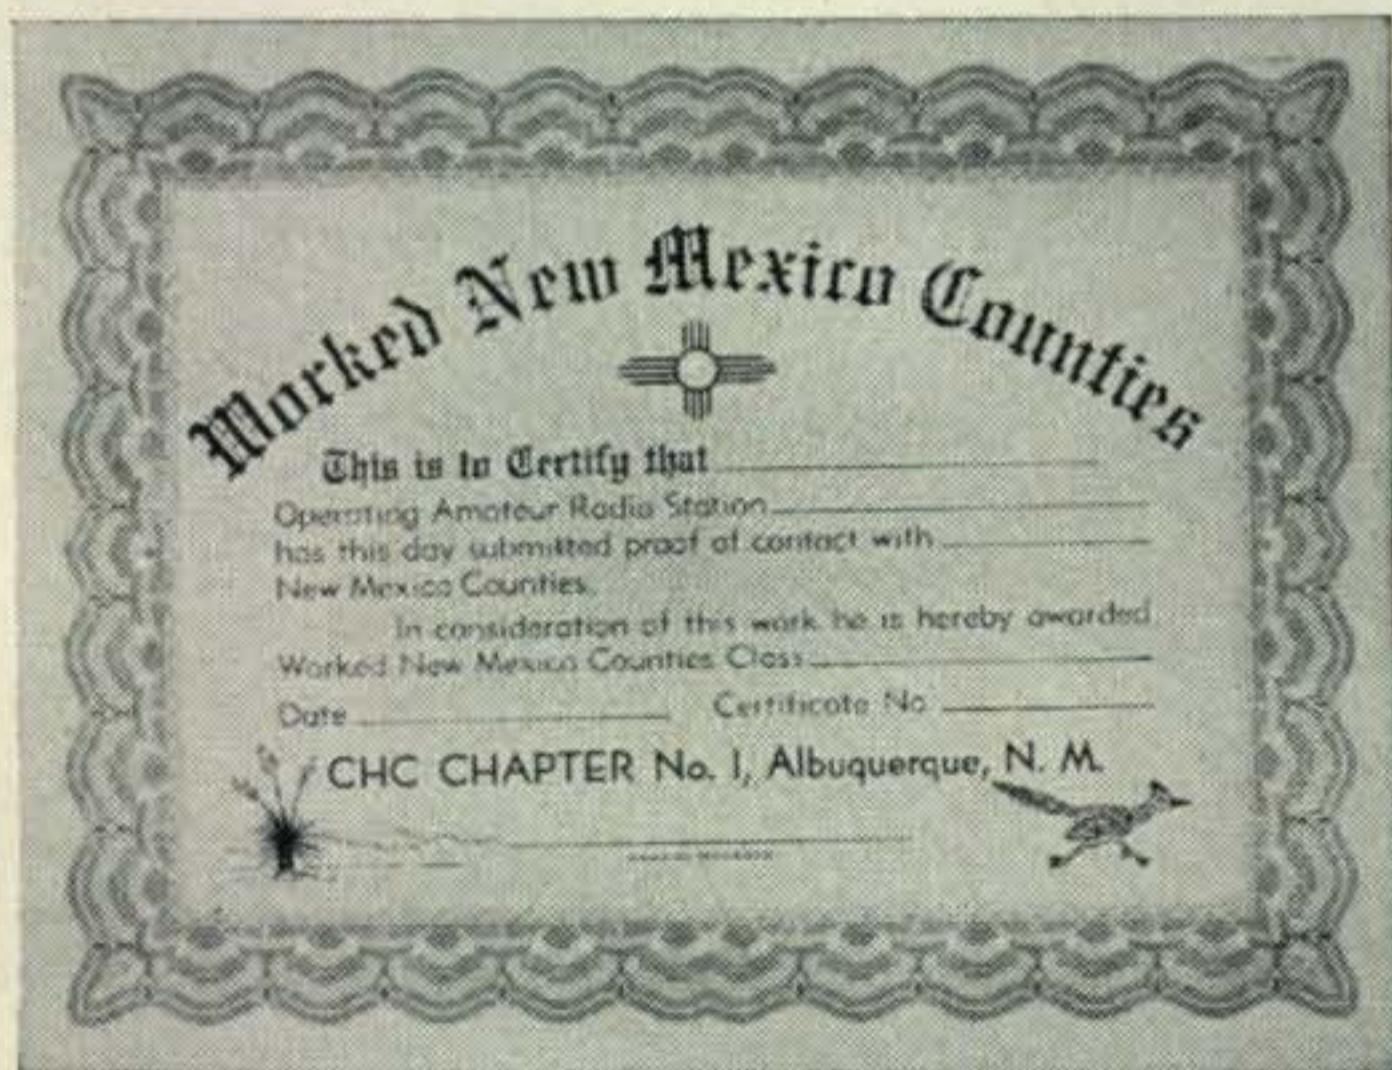 Worked New Mexico Counties
This is to Certify that
Operating Amateur Radio Station
has this day submitted proof of contact with
New Mexico Counties.
In consideration of this work he is hereby awarded
Worked New Mexico Counties Class
Date Certificate No
CHC CHAPTER No. 1, Albuquerque, N. M.